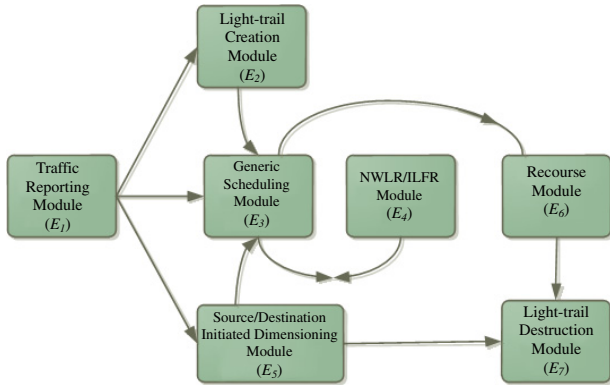 Light-trail
Creation
Module
(E2)
Traffic
Reporting
Module
(E1)
Generic
Scheduling
Module
(E3)
NWLR/ILFR
Module
(E4)
Recourse
Module
(E6)
Source/Destination
Initiated Dimensioning
Module
(E5)
Light-trail
Destruction
Module
(E7)